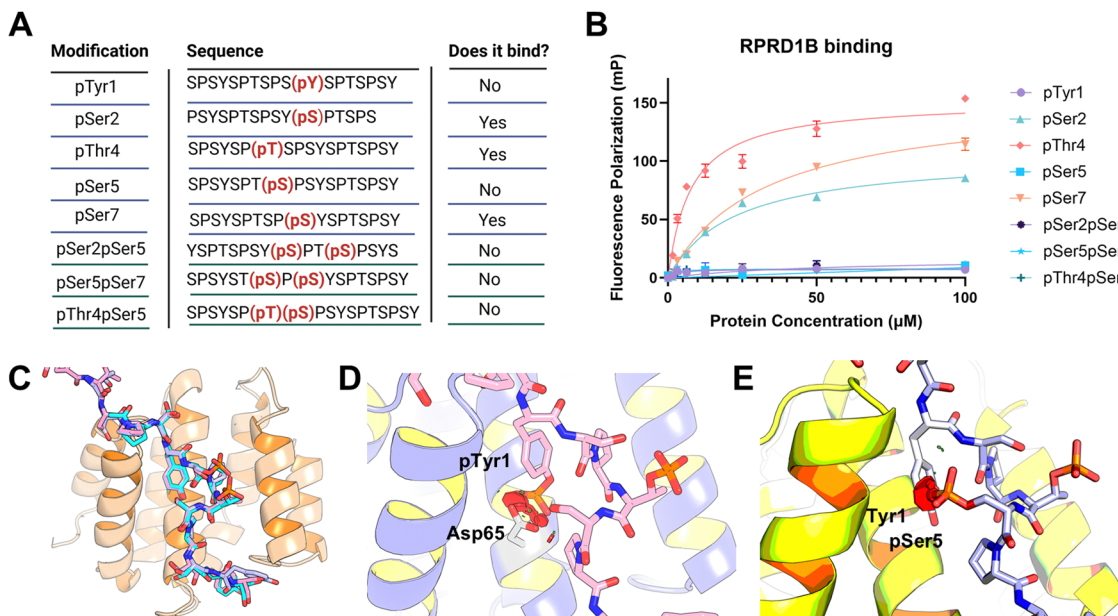 A
Modification Sequence Does it bind?
pTyr1 SPSYSPTSPS(pY)SPTSPSY No
pSer2 PSYSPTSPSY(pS)PTSPS Yes
pThr4 SPSYSP(pT)SPSYSPTSPSY Yes
pSer5 SPSYSPT(pS)PSYSPTSPSY No
pSer7 SPSYSPTSP(pS)YSPTSPSY Yes
pSer2pSer5 YSPTSPSY(pS)PT(pS)PSYS No
pSer5pSer7 SPSYST(pS)P(pS)YSPTSPSY No
pThr4pSer5 SPSYSP(pT)(pS)PSYSPTSPSY No
B
RPRD1B binding
Fluorescence Polarization (mP)
150
100
50
0
0 50 100
Protein Concentration (μM)
pTyr1
pSer2
pThr4
pSer5
pSer7
pSer2pSe
pSer5pSe
pThr4pSe
C
D
pTyr1
Asp65
E
Tyr1
pSer5